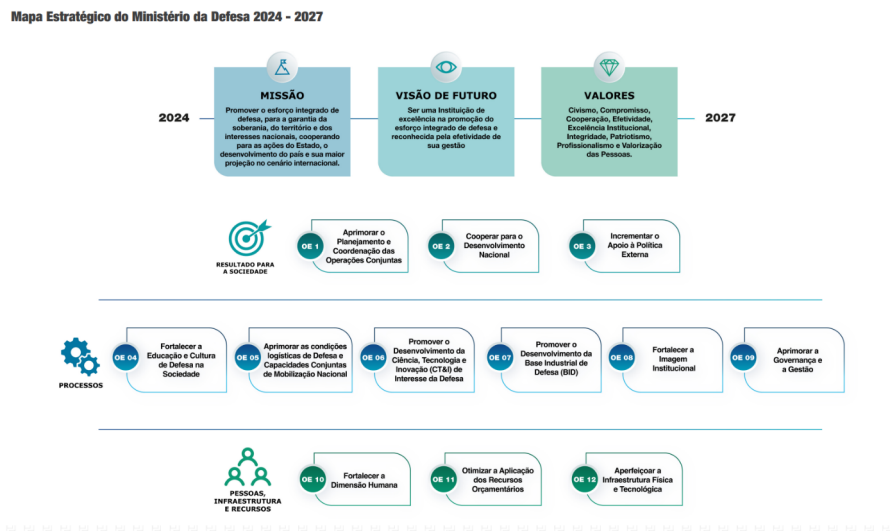 Mapa Estratégico do Ministério da Defesa 2024 - 2027
2024
MISSÃO
Promover o esforço integrado de
defesa, para a garantia da
soberania, do território e dos
interesses nacionais, cooperando
para as ações do Estado, o
desenvolvimento do país e sua maior
projeção no cenário internacional.
VISÃO DE FUTURO
Ser uma Instituição de
excelência na promoção do
esforço integrado de defesa e
reconhecida pela efetividade de
sua gestão
VALORES
Civismo, Compromisso,
Cooperação, Efetividade,
Excelência Institucional,
Integridade, Patriotismo,
Profissionalismo e Valorização
das Pessoas.
2027
RESULTADO PARA
A SOCIEDADE
OE 1
Aprimorar o
Planejamento e
Coordenação das
Operações Conjuntas
OE 2
Cooperar para o
Desenvolvimento
Nacional
OE 3
Incrementar o
Apoio à Política
Externa
PROCESSOS
OE 04
Fortalecer a
Educação e Cultura
de Defesa na
Sociedade
OE 05
Aprimorar as condições
logísticas de Defesa e
Capacidades Conjuntas
de Mobilização Nacional
OE 06
Promover o
Desenvolvimento da
Ciência, Tecnologia e
Inovação (CT&I) de
Interesse da Defesa
OE 07
Promover o
Desenvolvimento da
Base Industrial de
Defesa (BID)
OE 08
Fortalecer a
Imagem
Institucional
OE 09
Aprimorar a
Governança e
a Gestão
PESSOAS,
INFRAESTRUTURA
E RECURSOS
OE 10
Fortalecer a
Dimensão Humana
OE 11
Otimizar a Aplicação
dos Recursos
Orçamentários
OE 12
Aperfeiçoar a
Infraestrutura Física
e Tecnológica